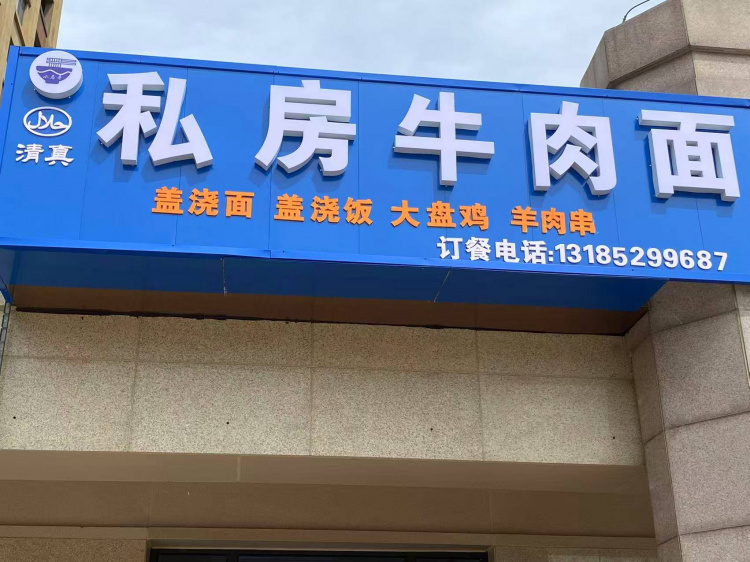 私房牛肉面
حلال
清真
盖浇面 盖浇饭 大盘鸡 羊肉串
订餐电话:13185299687